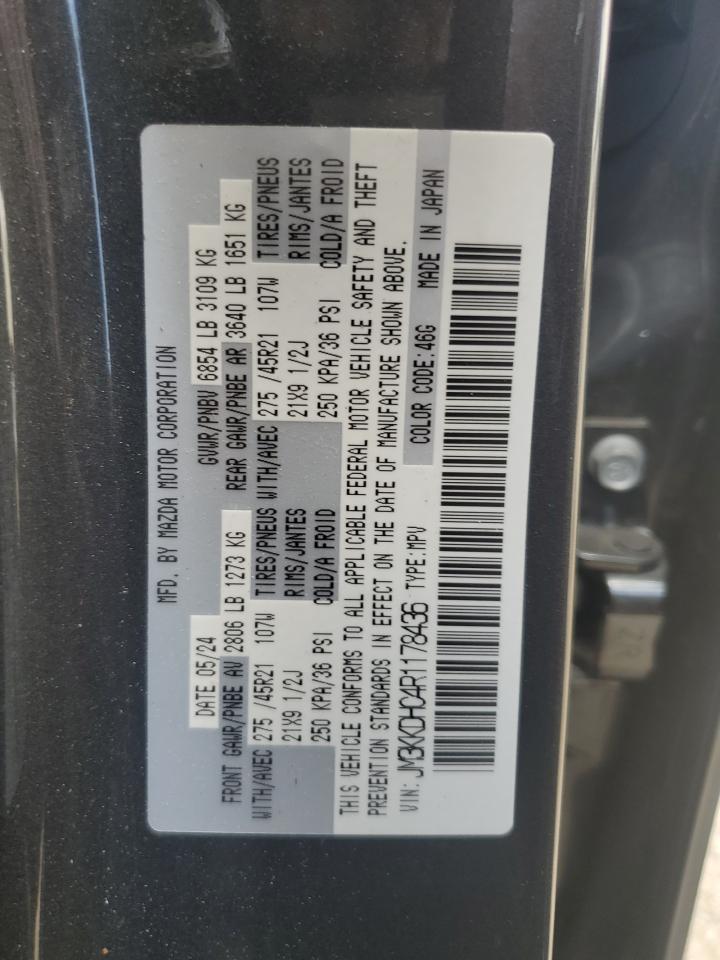 MFD. BY MAZDA MOTOR CORPORATION
DATE 05/24 GVWR/PNBV 6854 LB 3109 KG
FRONT GAWR/PNBE AV 2806 LB 1273 KG REAR GAWR/PNBE AR 3640 LB 1651 KG
WITH/AVEC 275 /45R21 107W TIRES/PNEUS WITH/AVEC 275 /45R21 107W TIRES/PNEUS
21X9 1/2J RIMS/JANTES 21X9 1/2J RIMS/JANTES
250 KPA/36 PSI COLD/A FROID 250 KPA/36 PSI COLD/A FROID
THIS VEHICLE CONFORMS TO ALL APPLICABLE FEDERAL MOTOR VEHICLE SAFETY AND THEFT
PREVENTION STANDARDS IN EFFECT ON THE DATE OF MANUFACTURE SHOWN ABOVE.
VIN: JM3KKDHC4R1178436 TYPE:MPV COLOR CODE:46G MADE IN JAPAN